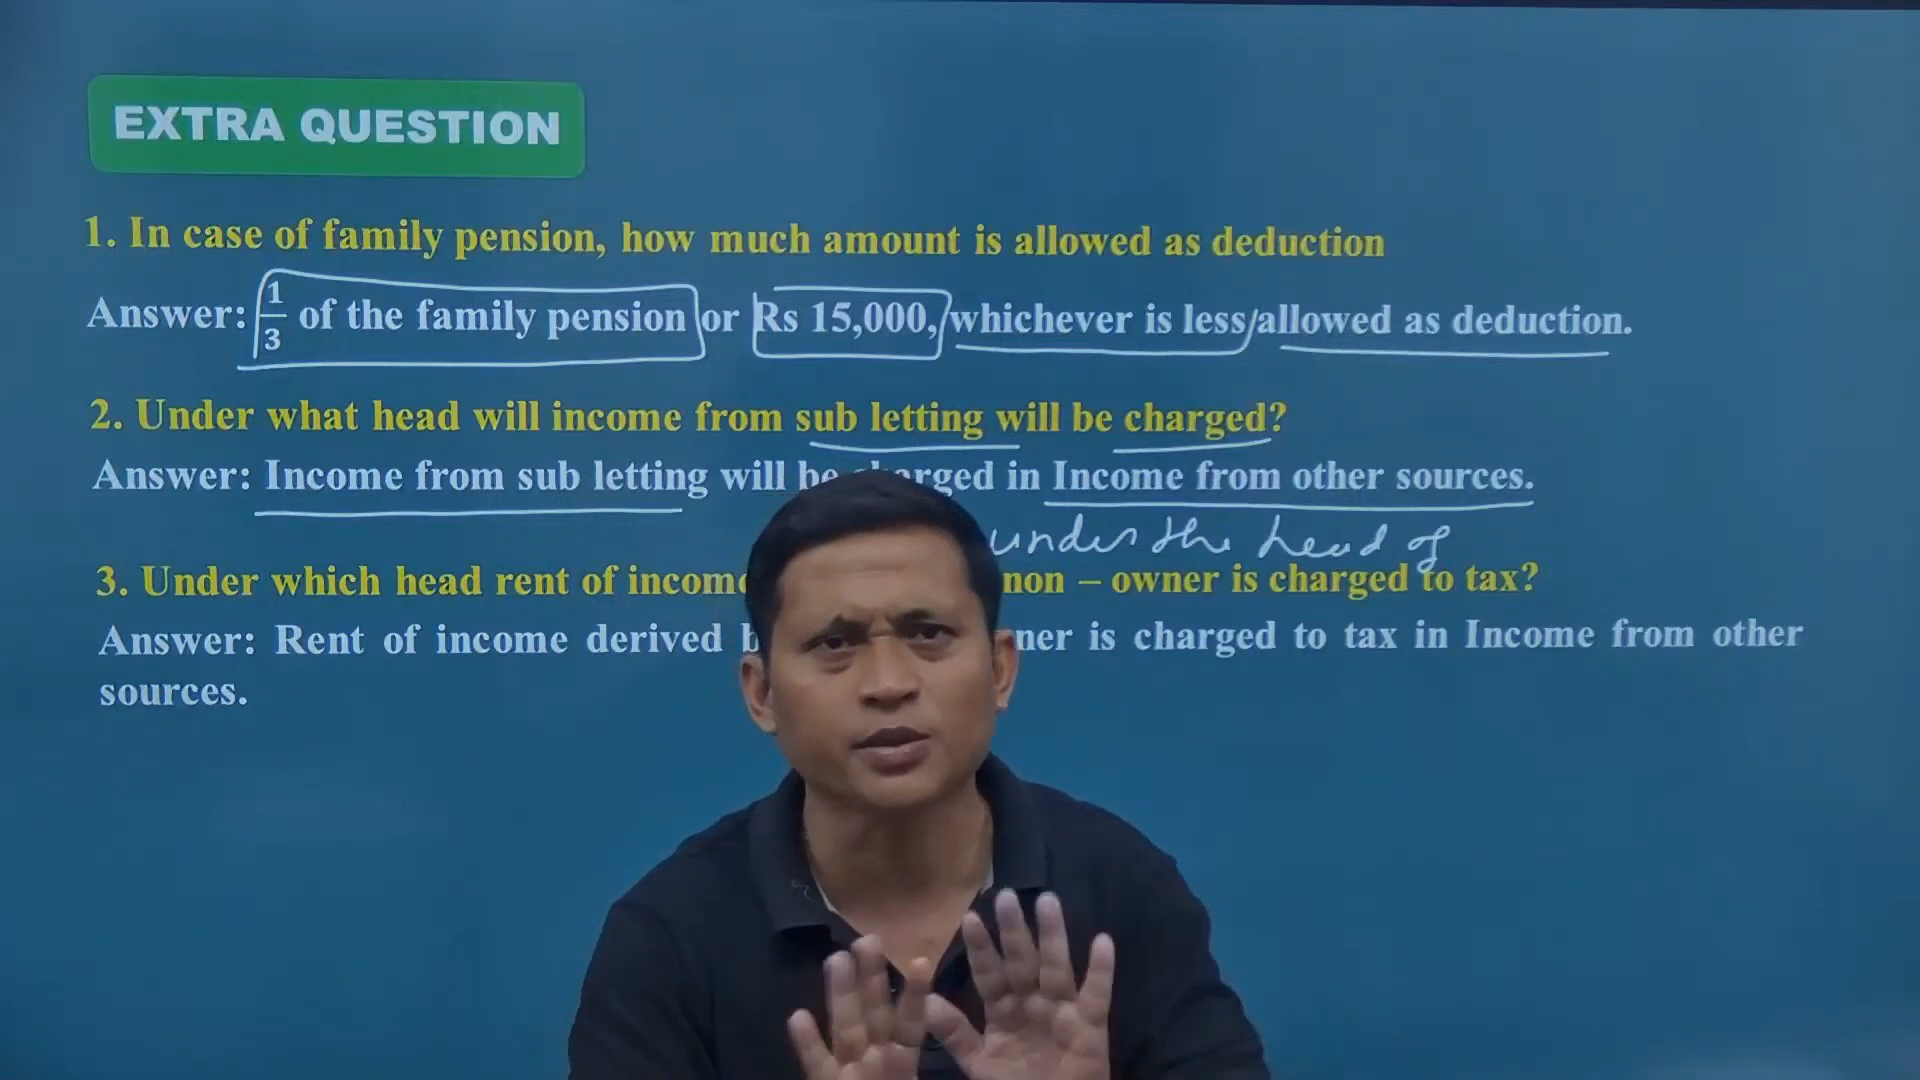 EXTRA QUESTION
1. In case of family pension, how much amount is allowed as deduction
Answer: 1/3 of the family pension or Rs 15,000, whichever is less/allowed as deduction.
2. Under what head will income from sub letting will be charged?
Answer: Income from sub letting will be charged in Income from other sources.
under the head of
3. Under which head rent of income non – owner is charged to tax?
Answer: Rent of income derived is charged to tax in Income from other
sources.